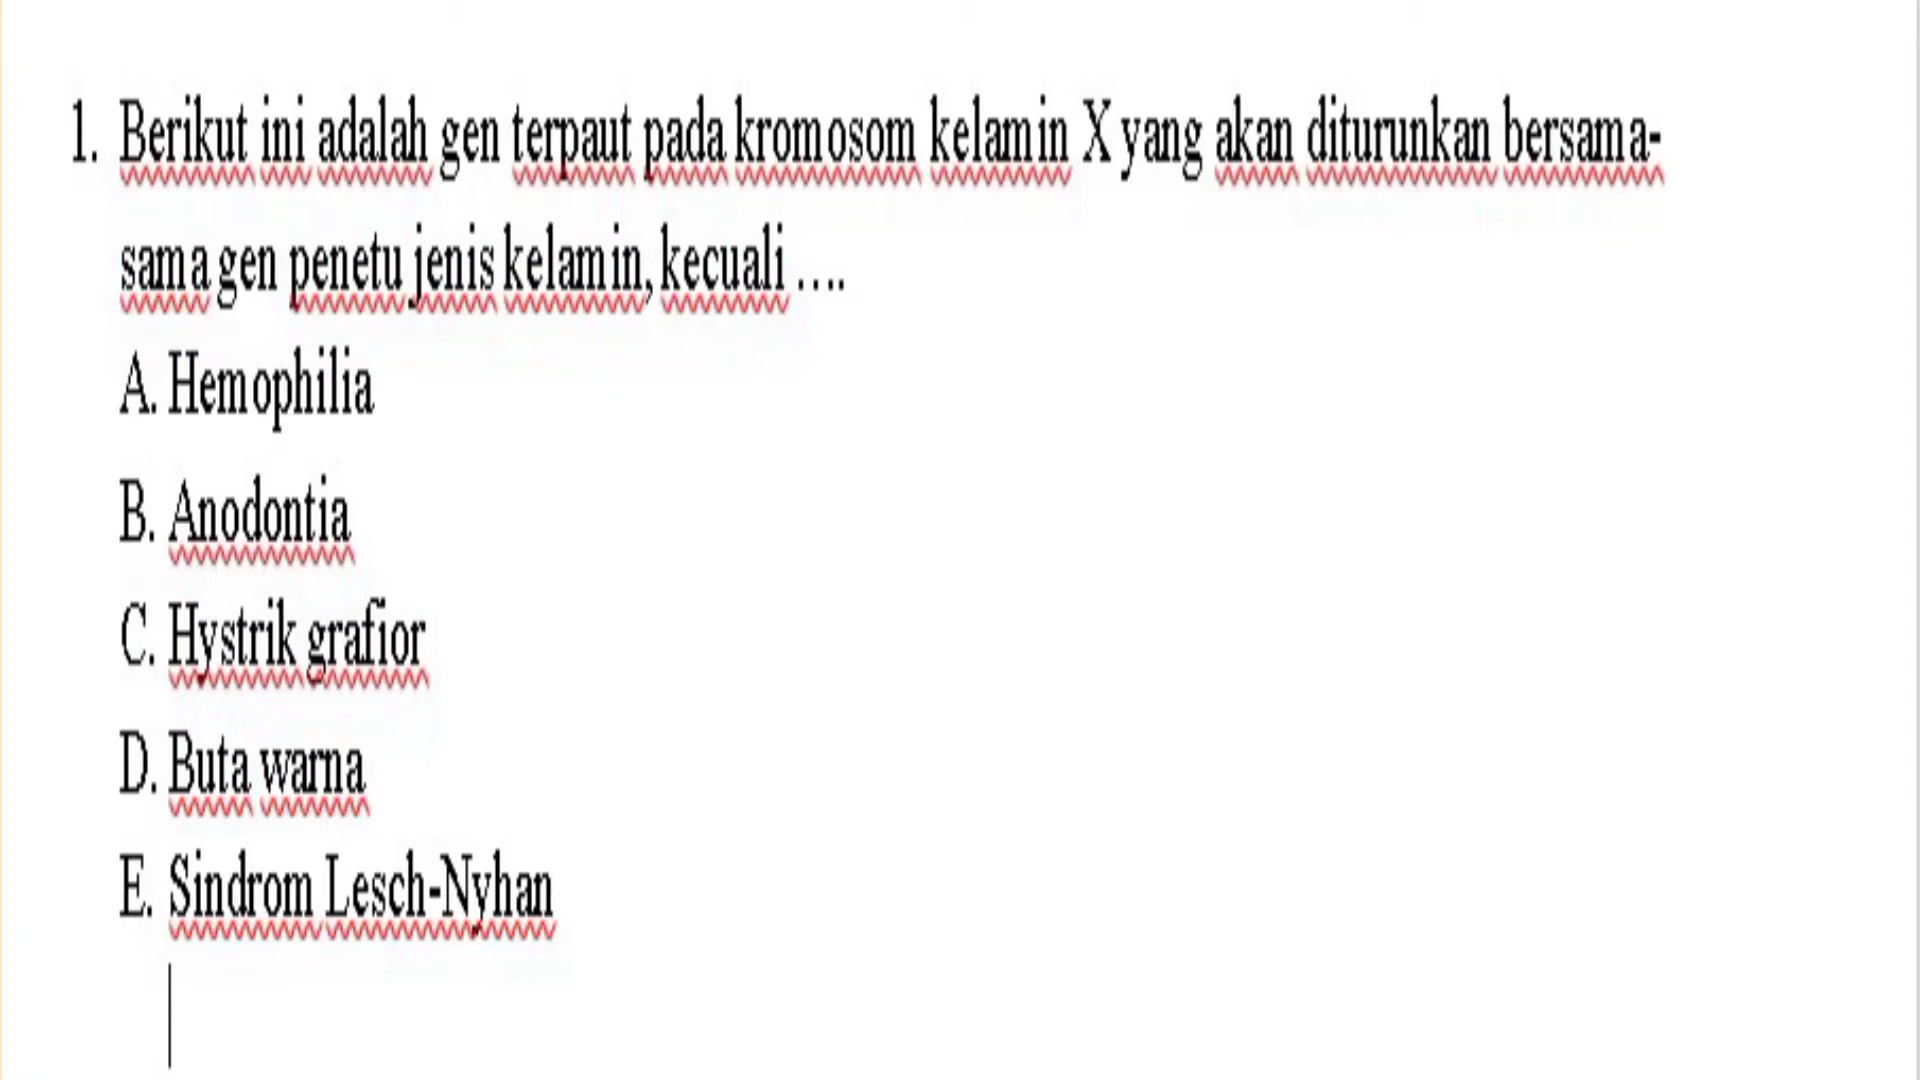 1. Berikut ini adalah gen terpaut pada kromosom kelamin X yang akan diturunkan bersama-
sama gen penetu jenis kelamin, kecuali ....
A. Hemophilia
B. Anodontia
C. Hystrik grafior
D. Buta warna
E. Sindrom Lesch-Nyhan